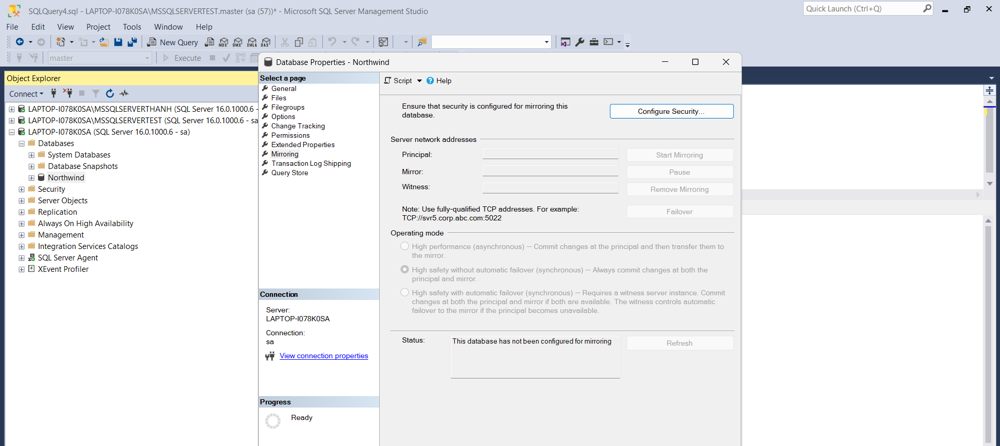 SQLQuery4.sql - LAPTOP-I078K0SA\MSSQLSERVERTEST.master (sa (57))* - Microsoft SQL Server Management Studio
Quick Launch (Ctrl+Q)
File Edit View Project Tools Window Help
New Query
MDX DMX XMLA DAX
master
Execute
Database Properties - Northwind
Object Explorer
Connect
LAPTOP-I078K0SA\MSSQLSERVERTHANH (SQL Server 16.0.1000.6 -
LAPTOP-I078K0SA\MSSQLSERVERTEST (SQL Server 16.0.1000.6 - sa
LAPTOP-I078K0SA (SQL Server 16.0.1000.6 - sa)
Databases
System Databases
Database Snapshots
Northwind
Security
Server Objects
Replication
Always On High Availability
Management
Integration Services Catalogs
SQL Server Agent
XEvent Profiler
Select a page
General
Files
Filegroups
Options
Change Tracking
Permissions
Extended Properties
Mirroring
Transaction Log Shipping
Query Store
Connection
Server:
LAPTOP-I078K0SA
Connection:
sa
View connection properties
Progress
Ready
Script Help
Ensure that security is configured for mirroring this
database.
Configure Security...
Server network addresses
Principal:
Start Mirroring
Mirror:
Pause
Witness:
Remove Mirroring
Note: Use fully-qualified TCP addresses. For example:
TCP://svr5.corp.abc.com:5022
Failover
Operating mode
High performance (asynchronous) -- Commit changes at the principal and then transfer them to
the mirror.
High safety without automatic failover (synchronous) -- Always commit changes at both the
principal and mirror.
High safety with automatic failover (synchronous) -- Requires a witness server instance. Commit
changes at both the principal and mirror if both are available. The witness controls automatic
failover to the mirror if the principal becomes unavailable.
Status:
This database has not been configured for mirroring
Refresh